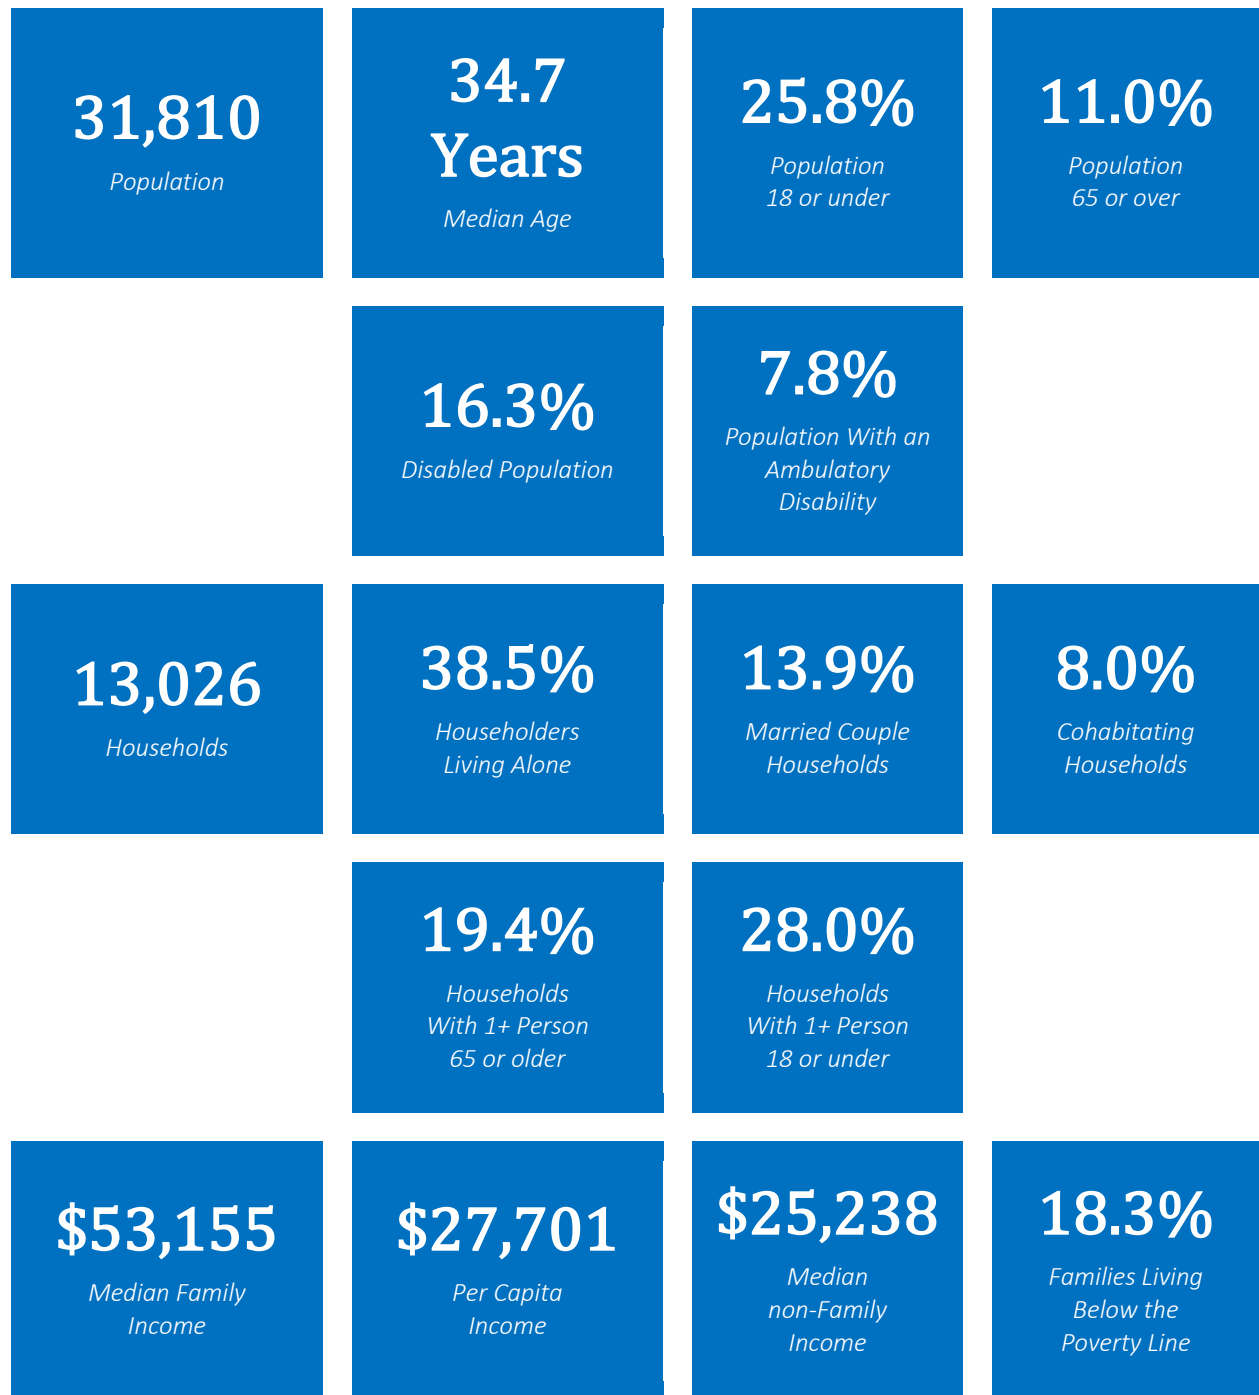 31,810
Population
34.7
Years
Median Age
25.8%
Population
18 or under
11.0%
Population
65 or over
16.3%
Disabled Population
7.8%
Population With an
Ambulatory
Disability
13,026
Households
38.5%
Householders
Living Alone
13.9%
Married Couple
Households
8.0%
Cohabitating
Households
19.4%
Households
With 1+ Person
65 or older
28.0%
Households
With 1+ Person
18 or under
$53,155
Median Family
Income
$27,701
Per Capita
Income
$25,238
Median
non-Family
Income
18.3%
Families Living
Below the
Poverty Line